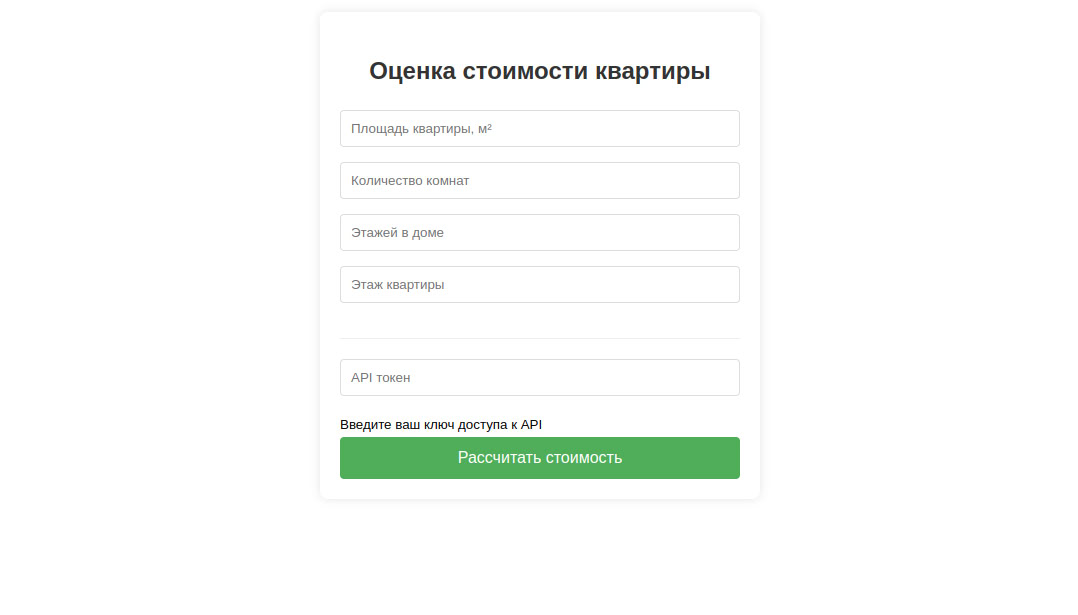 Оценка стоимости квартиры
Площадь квартиры, м²
Количество комнат
Этажей в доме
Этаж квартиры
API токен
Введите ваш ключ доступа к API
Рассчитать стоимость